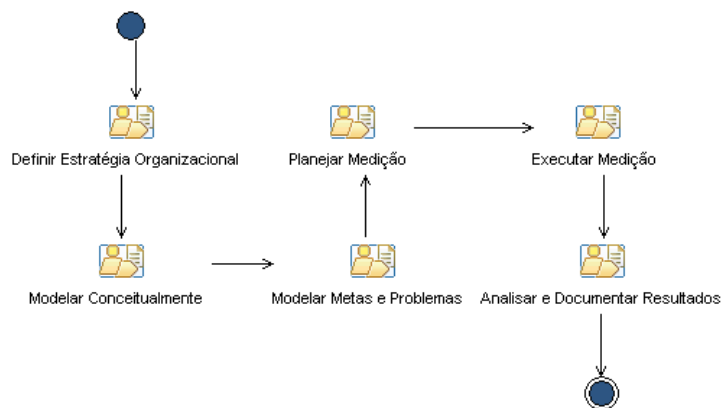 Definir Estratégia Organizacional
Planejar Medição
Executar Medição
Modelar Conceitualmente
Modelar Metas e Problemas
Analisar e Documentar Resultados